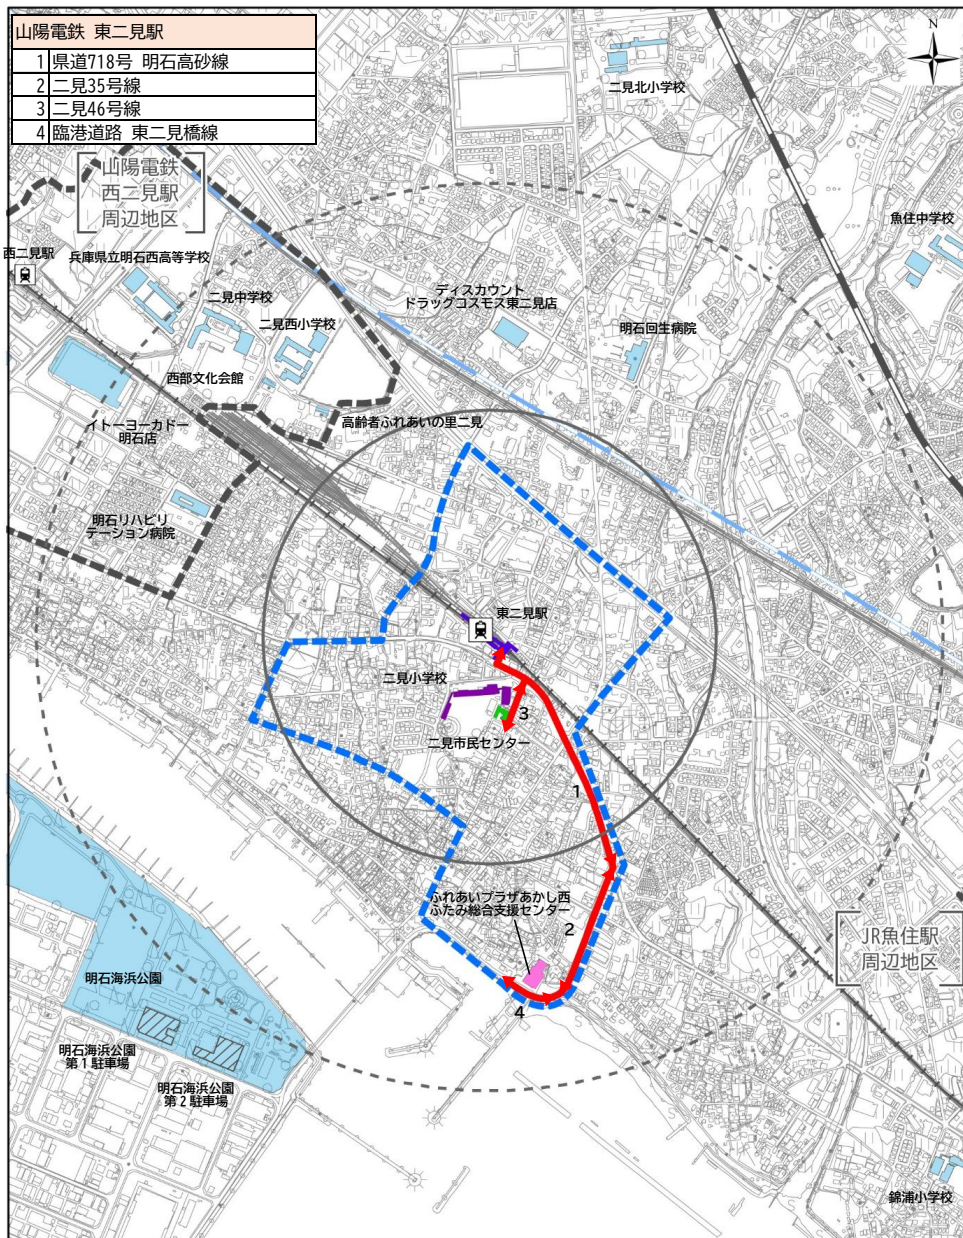 山陽電鉄 東二見駅
1 県道718号 明石高砂線
2 二見35号線
3 二見46号線
4 臨港道路 東二見橋線
N
二見北小学校
山陽電鉄
西二見駅
周辺地区
魚住中学校
西二見駅
兵庫県立明石西高等学校
二見中学校
二見西小学校
ディスカウント
ドラッグコスモス東二見店
明石回生病院
西部文化会館
イトーヨーカドー
明石店
高齢者ふれあいの里二見
明石リハビリ
テーション病院
東二見駅
二見小学校
3
二見市民センター
1
ふれあいプラザあかし西
ふたみ総合支援センター
2
JR魚住駅
周辺地区
明石海浜公園
4
明石海浜公園
第1駐車場
明石海浜公園
第2駐車場
錦浦小学校